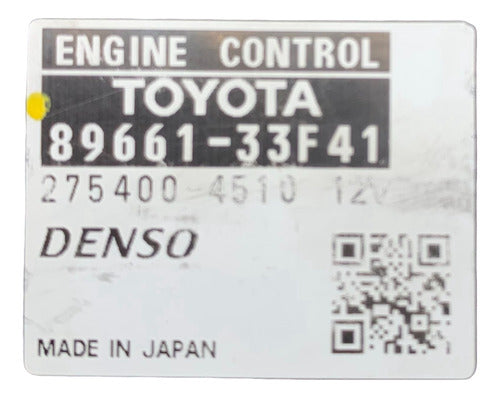 ENGINE CONTROL
TOYOTA
89661-33F41
275400-4510 12V
DENSO
MADE IN JAPAN